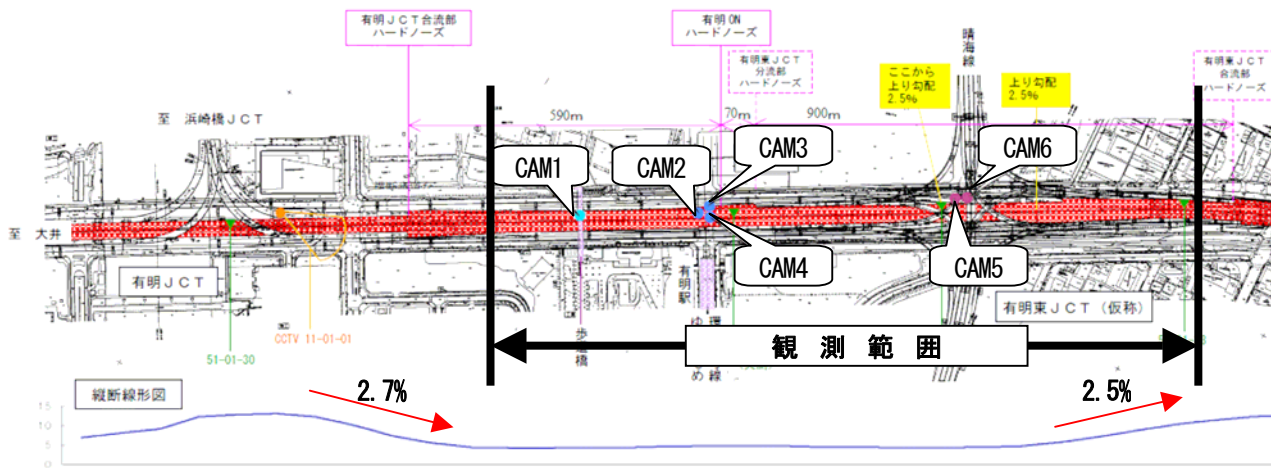 有明JCT合流部
ハードノーズ
有明ON
ハードノーズ
有明東JCT
分流部
ハードノーズ
晴海線
ここから
上り勾配
2.5%
上り勾配
2.5%
有明東JCT
合流部
ハードノーズ
590m
70m
900m
至 浜崎橋JCT
CAM1
CAM2
CAM3
CAM6
至 大井
CAM4
CAM5
有明JCT
有明駅
有明東JCT(仮称)
51-01-30
CCTV 11-01-01
歩道橋
ゆりかもめ
観測範囲
縦断線形図
2.7%
2.5%
15
10
5
0